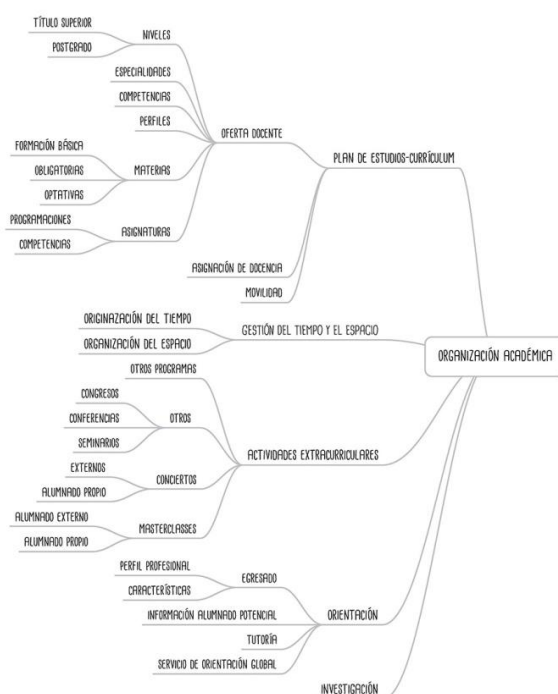 TÍTULO SUPERIOR
POSTGRADO
NIVELES
ESPECIALIDADES
COMPETENCIAS
PERFILES
OFERTA DOCENTE
FORMACIÓN BÁSICA
OBLIGATORIAS
OPTATIVAS
MATERIAS
PROGRAMACIONES
COMPETENCIAS
ASIGNATURAS
PLAN DE ESTUDIOS-CURRÍCULUM
ASIGNACIÓN DE DOCENCIA
MOVILIDAD
ORIGINAZACIÓN DEL TIEMPO
ORGANIZACIÓN DEL ESPACIO
GESTIÓN DEL TIEMPO Y EL ESPACIO
ORGANIZACIÓN ACADÉMICA
OTROS PROGRAMAS
CONGRESOS
CONFERENCIAS
SEMINARIOS
OTROS
EXTERNOS
ALUMNADO PROPIO
CONCIERTOS
ACTIVIDADES EXTRACURRICULARES
ALUMNADO EXTERNO
ALUMNADO PROPIO
MASTERCLASSES
PERFIL PROFESIONAL
CARACTERÍSTICAS
EGRESADO
INFORMACIÓN ALUMNADO POTENCIAL
TUTORÍA
SERVICIO DE ORIENTACIÓN GLOBAL
ORIENTACIÓN
INVESTIGACIÓN